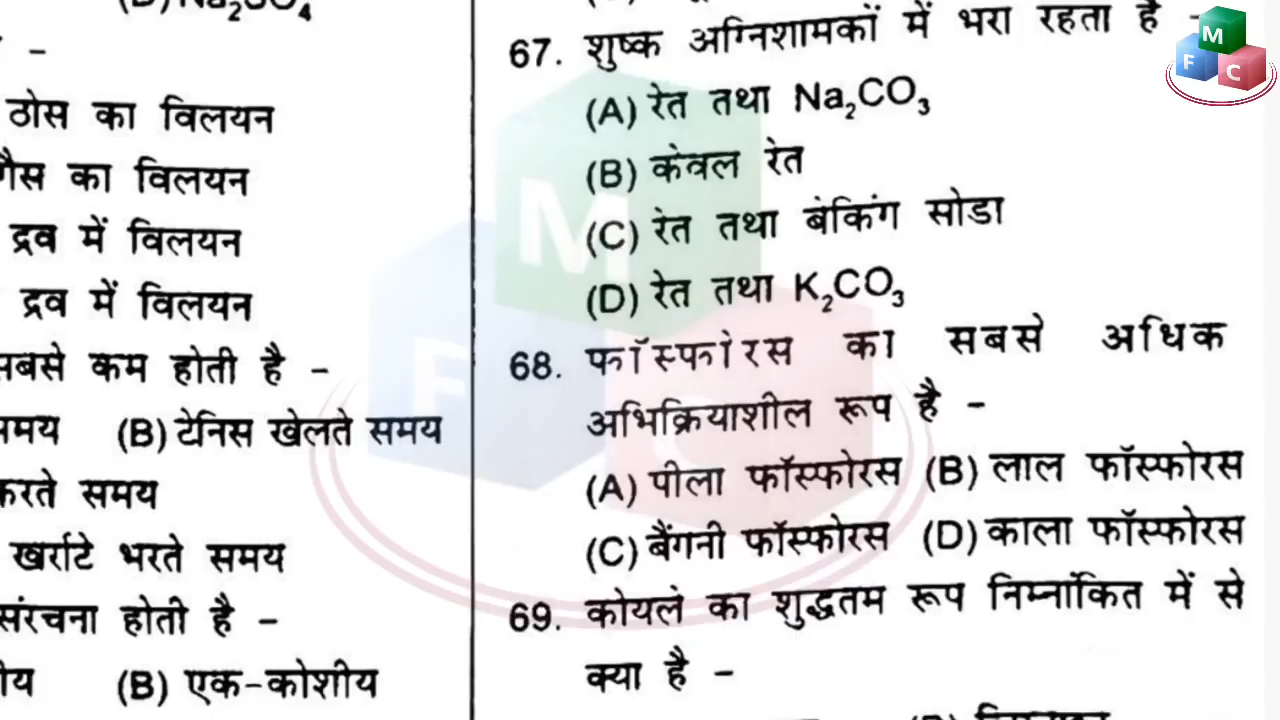 (D) Na₂SO₄
-
ठोस का विलयन
गैस का विलयन
द्रव में विलयन
द्रव में विलयन
सबसे कम होती है -
समय (B) टेनिस खेलते समय
करते समय
खर्राटे भरते समय
संरचना होती है -
(B) एक-कोशीय
67. शुष्क अग्निशामकों में भरा रहता है -
(A) रेत तथा Na₂CO₃
(B) केवल रेत
(C) रेत तथा बेकिंग सोडा
(D) रेत तथा K₂CO₃
68. फॉस्फोरस का सबसे अधिक
अभिक्रियाशील रूप है -
(A) पीला फॉस्फोरस (B) लाल फॉस्फोरस
(C) बैंगनी फॉस्फोरस (D) काला फॉस्फोरस
69. कोयले का शुद्धतम रूप निम्नांकित में से
क्या है -
M
F C
M
F C